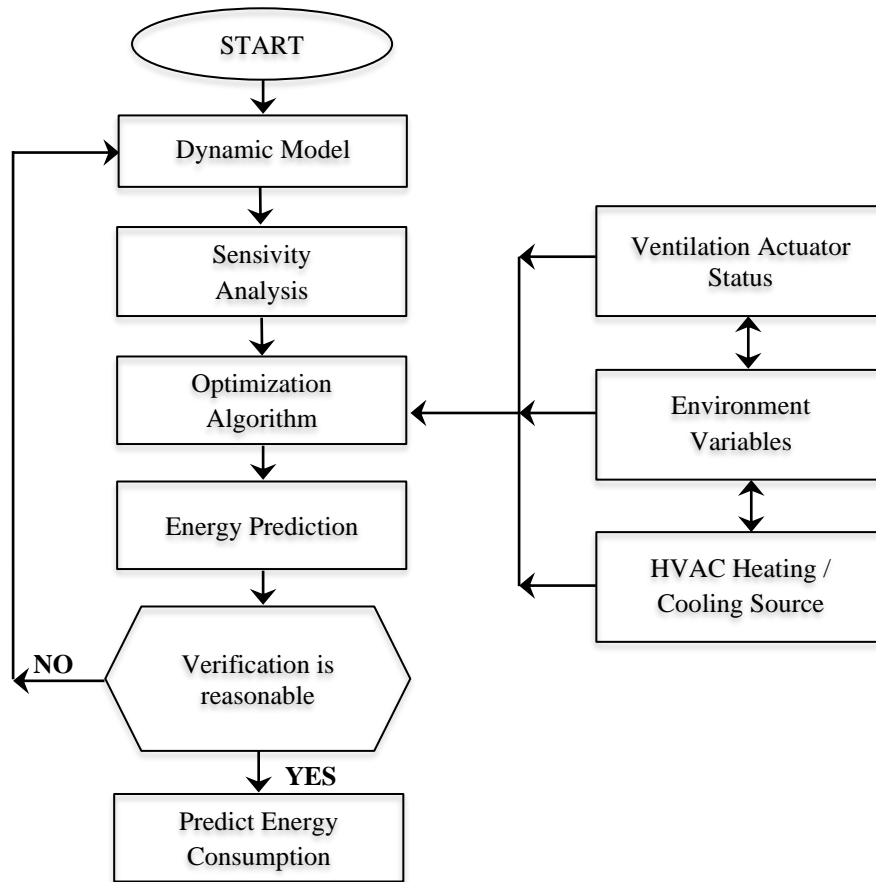 START
Dynamic Model
Sensivity
Analysis
Optimization
Algorithm
Energy Prediction
Verification is
reasonable
NO
YES
Predict Energy
Consumption
Ventilation Actuator
Status
Environment
Variables
HVAC Heating /
Cooling Source